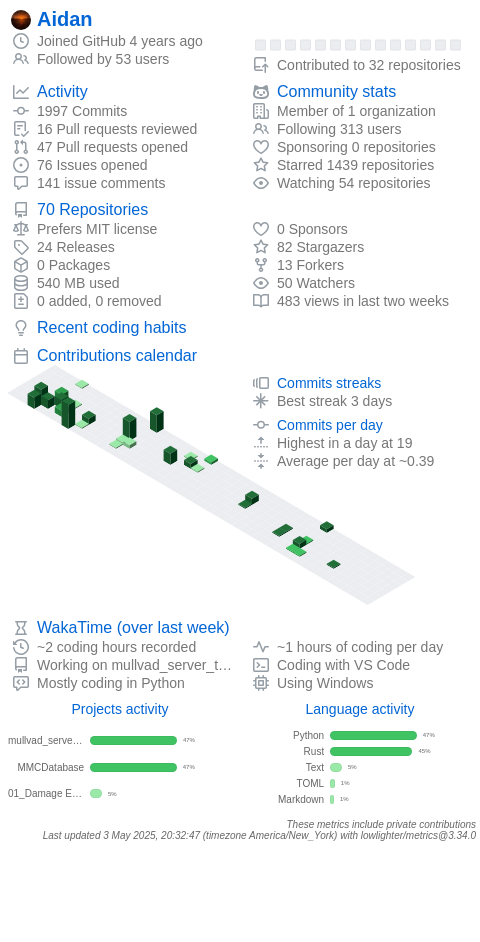 Aidan
Joined GitHub 4 years ago
Followed by 53 users
Contributed to 32 repositories
Activity
1997 Commits
16 Pull requests reviewed
47 Pull requests opened
76 Issues opened
141 issue comments
Community stats
Member of 1 organization
Following 313 users
Sponsoring 0 repositories
Starred 1439 repositories
Watching 54 repositories
70 Repositories
Prefers MIT license
24 Releases
0 Packages
540 MB used
0 added, 0 removed
0 Sponsors
82 Stargazers
13 Forkers
50 Watchers
483 views in last two weeks
Recent coding habits
Contributions calendar
Commits streaks
Best streak 3 days
Commits per day
Highest in a day at 19
Average per day at ~0.39
WakaTime (over last week)
~2 coding hours recorded
Working on mullvad_server_t…
Mostly coding in Python
~1 hours of coding per day
Coding with VS Code
Using Windows
Projects activity
mullvad_serve… 47%
MMCDatabase 47%
01_Damage E… 5%
Language activity
Python 47%
Rust 45%
Text 5%
TOML 1%
Markdown 1%
These metrics include private contributions
Last updated 3 May 2025, 20:32:47 (timezone America/New_York) with lowlighter/metrics@3.34.0